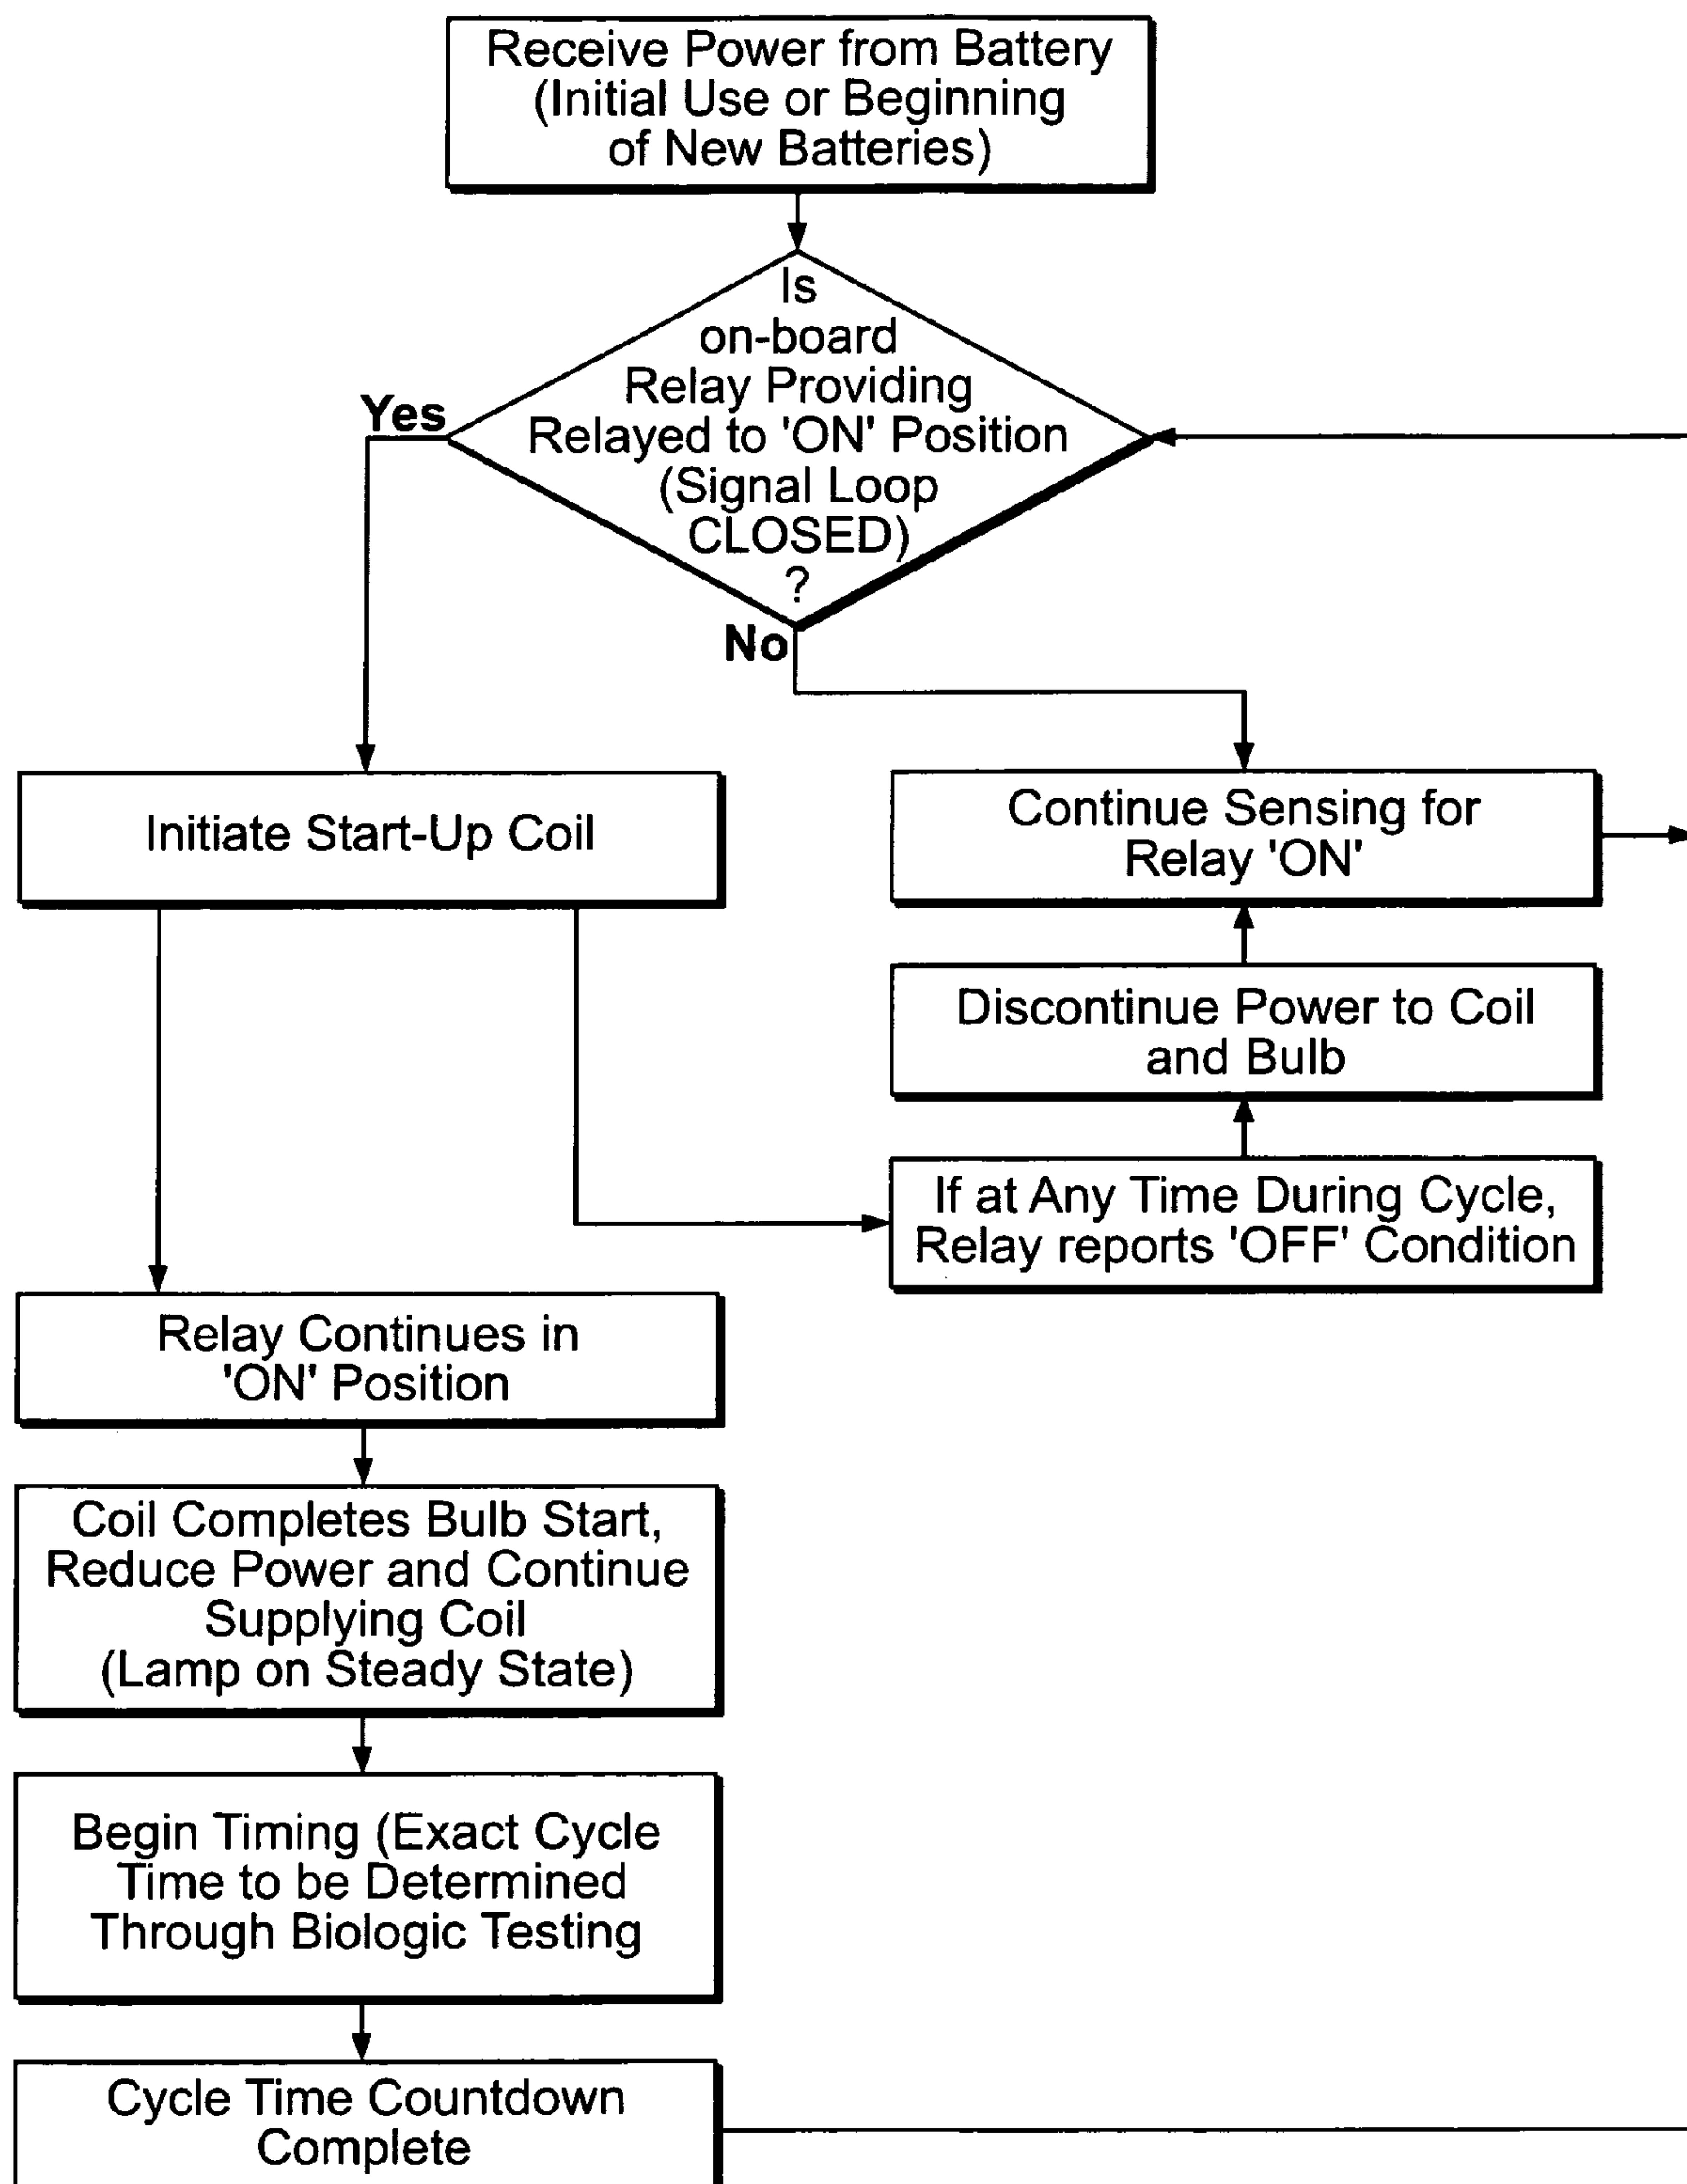 Receive Power from Battery
(Initial Use or Beginning
of New Batteries)
Is
on-board
Relay Providing
Relayed to 'ON' Position
(Signal Loop
CLOSED)
?
Yes
No
Initiate Start-Up Coil
Continue Sensing for
Relay 'ON'
Discontinue Power to Coil
and Bulb
If at Any Time During Cycle,
Relay reports 'OFF' Condition
Relay Continues in
'ON' Position
Coil Completes Bulb Start,
Reduce Power and Continue
Supplying Coil
(Lamp on Steady State)
Begin Timing (Exact Cycle
Time to be Determined
Through Biologic Testing
Cycle Time Countdown
Complete